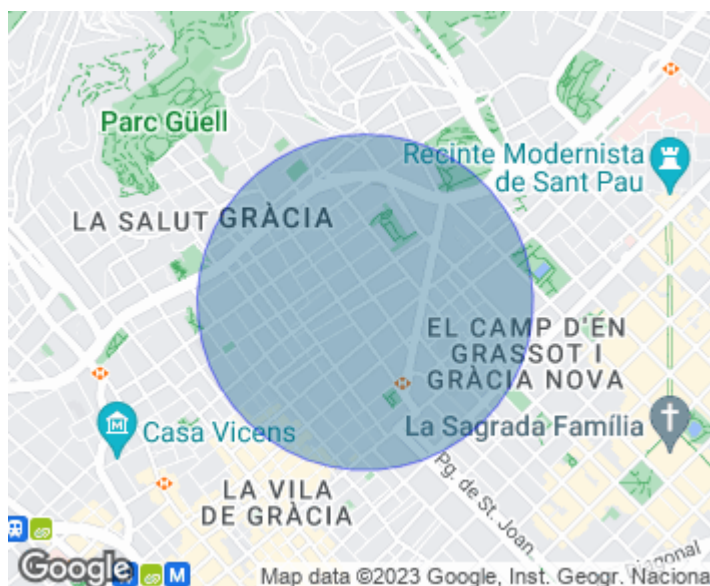 Parc Güell
Recinte Modernista
de Sant Pau
LA SALUT
GRÀCIA
EL CAMP D'EN
GRASSOT I
GRÀCIA NOVA
Casa Vicens
La Sagrada Família
LA VILA
DE GRÀCIA
Pg. de St. Joan
Diagonal
Google
M
Map data ©2023 Google, Inst. Geogr. Naciona